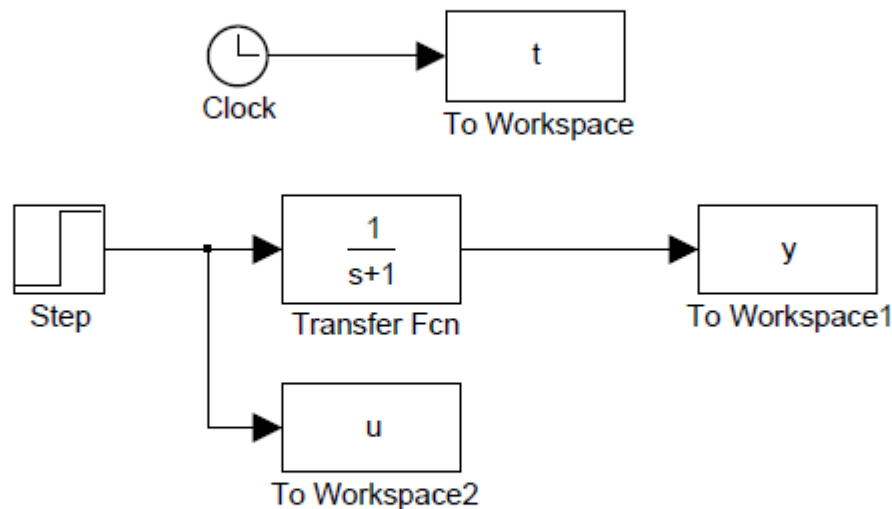 t
Clock
To Workspace
1
s+1
y
Step
Transfer Fcn
To Workspace1
u
To Workspace2